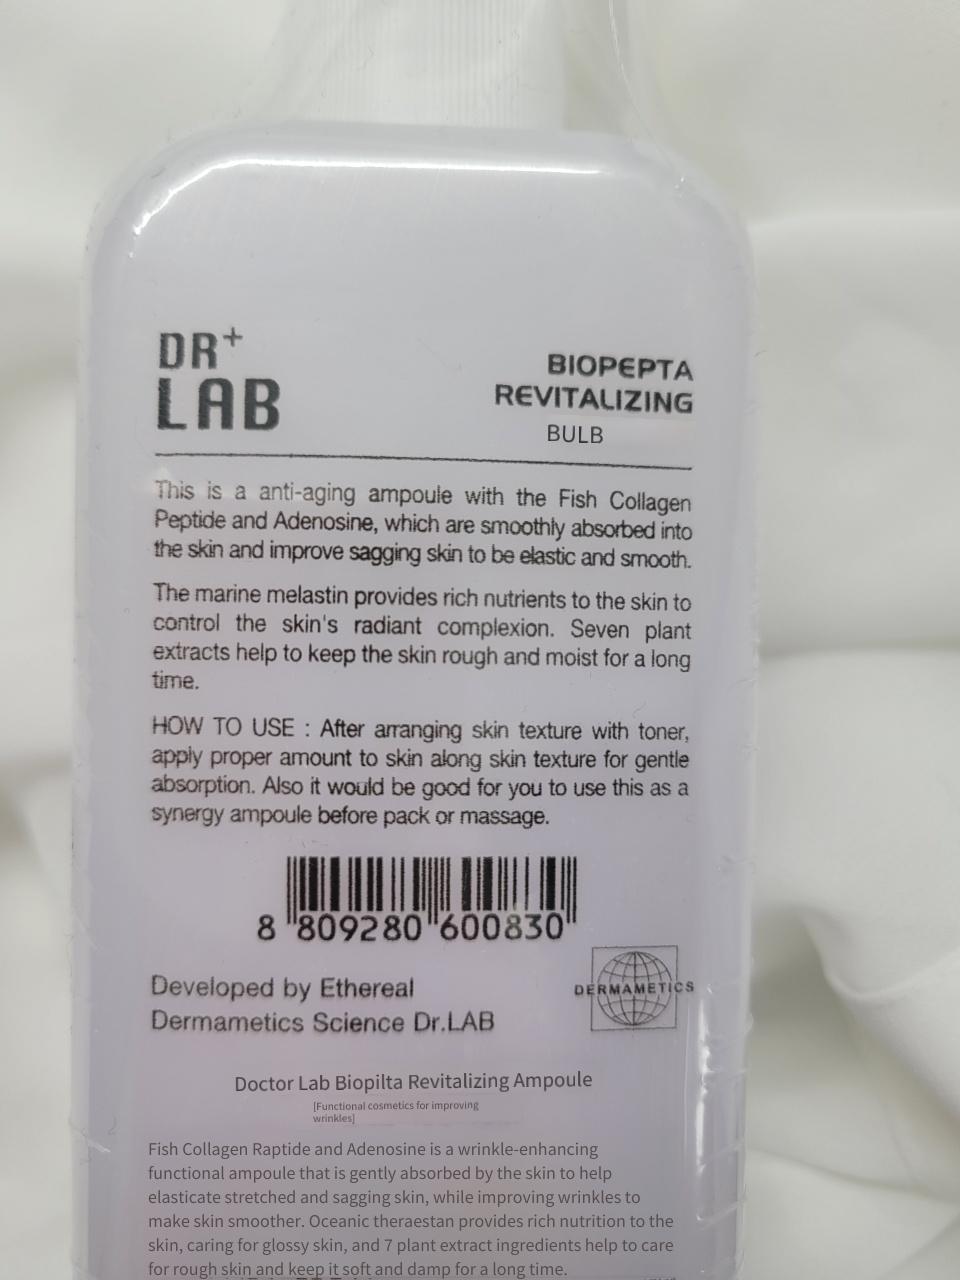 DR+
LAB
BIOPEPTA
REVITALIZING
BULB
This is a anti-aging ampoule with the Fish Collagen
Peptide and Adenosine, which are smoothly absorbed into
the skin and improve sagging skin to be elastic and smooth.
The marine melastin provides rich nutrients to the skin to
control the skin's radiant complexion. Seven plant
extracts help to keep the skin rough and moist for a long
time.
HOW TO USE : After arranging skin texture with toner,
apply proper amount to skin along skin texture for gentle
absorption. Also it would be good for you to use this as a
synergy ampoule before pack or massage.
8 809280 600830
Developed by Ethereal
Dermametics Science Dr.LAB
DERMAMETICS
Doctor Lab Biopilta Revitalizing Ampoule
[Functional cosmetics for improving
wrinkles]
Fish Collagen Raptide and Adenosine is a wrinkle-enhancing
functional ampoule that is gently absorbed by the skin to help
elasticate stretched and sagging skin, while improving wrinkles to
make skin smoother. Oceanic theraestan provides rich nutrition to the
skin, caring for glossy skin, and 7 plant extract ingredients help to care
for rough skin and keep it soft and damp for a long time.